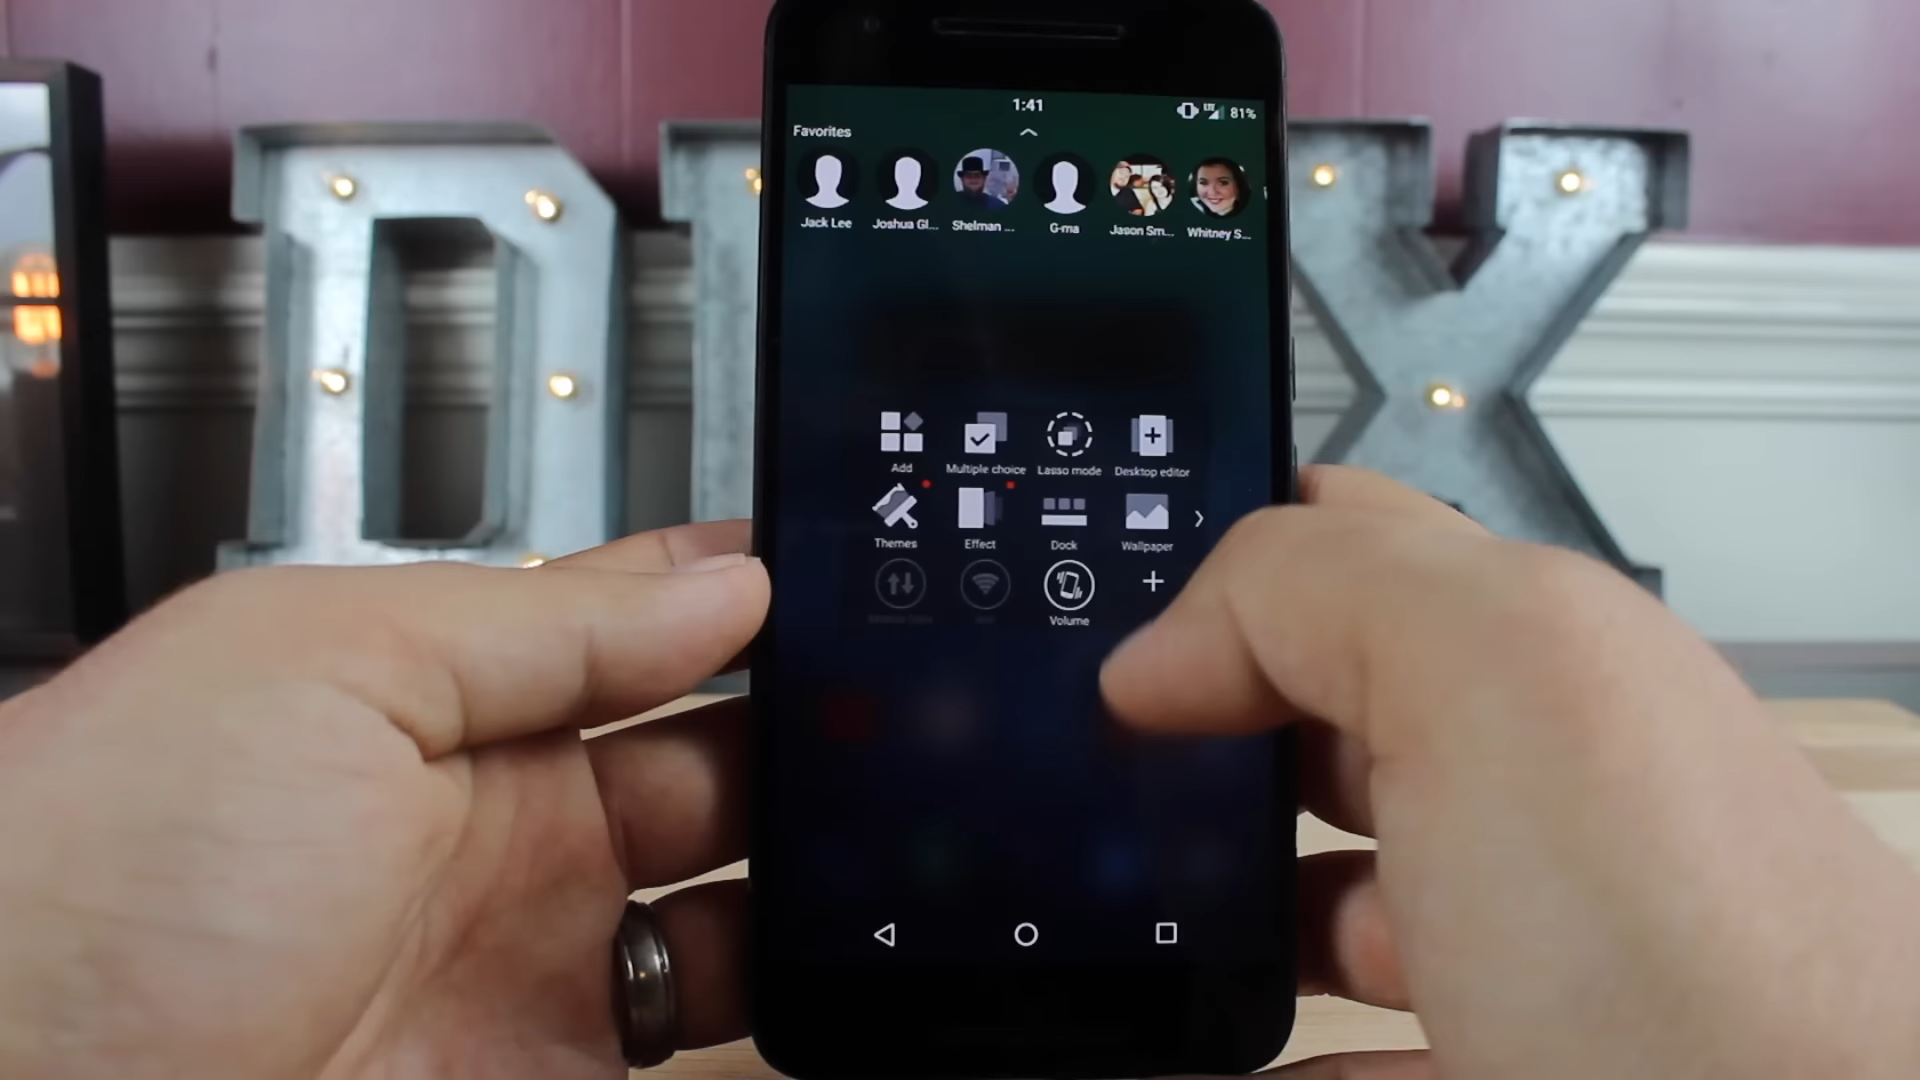 1:41
LTE 81%
Favorites
Jack Lee
Joshua Gl...
Shelman ...
G-ma
Jason Sm...
Whitney S...
Add
Multiple choice
Lasso mode
Desktop editor
Themes
Effect
Dock
Wallpaper
Volume
D
X